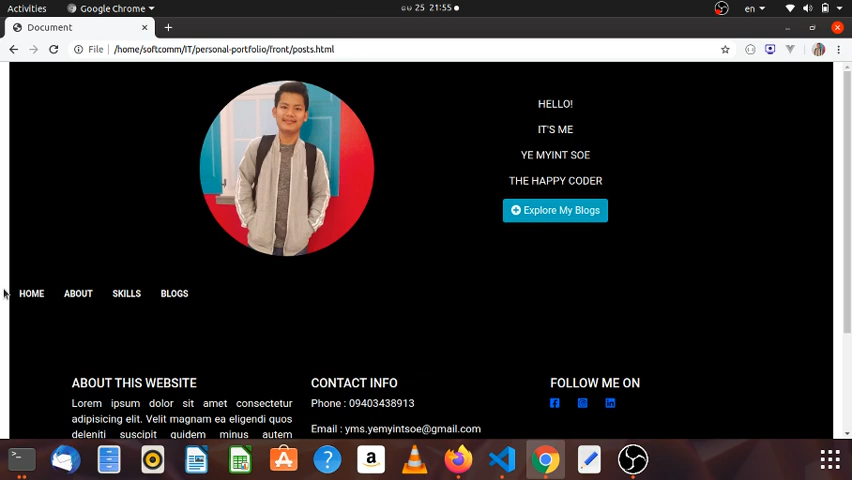 Activities
Google Chrome
25 21:55
en
Document
File
/home/softcomm/IT/personal-portfolio/front/posts.html
HELLO!
IT'S ME
YE MYINT SOE
THE HAPPY CODER
Explore My Blogs
HOME ABOUT SKILLS BLOGS
ABOUT THIS WEBSITE
Lorem ipsum dolor sit amet consectetur
adipisicing elit. Velit magnam ea eligendi quos
deleniti suscipit quidem minus autem
CONTACT INFO
Phone : 09403438913
Email : yms.yemyintsoe@gmail.com
FOLLOW ME ON